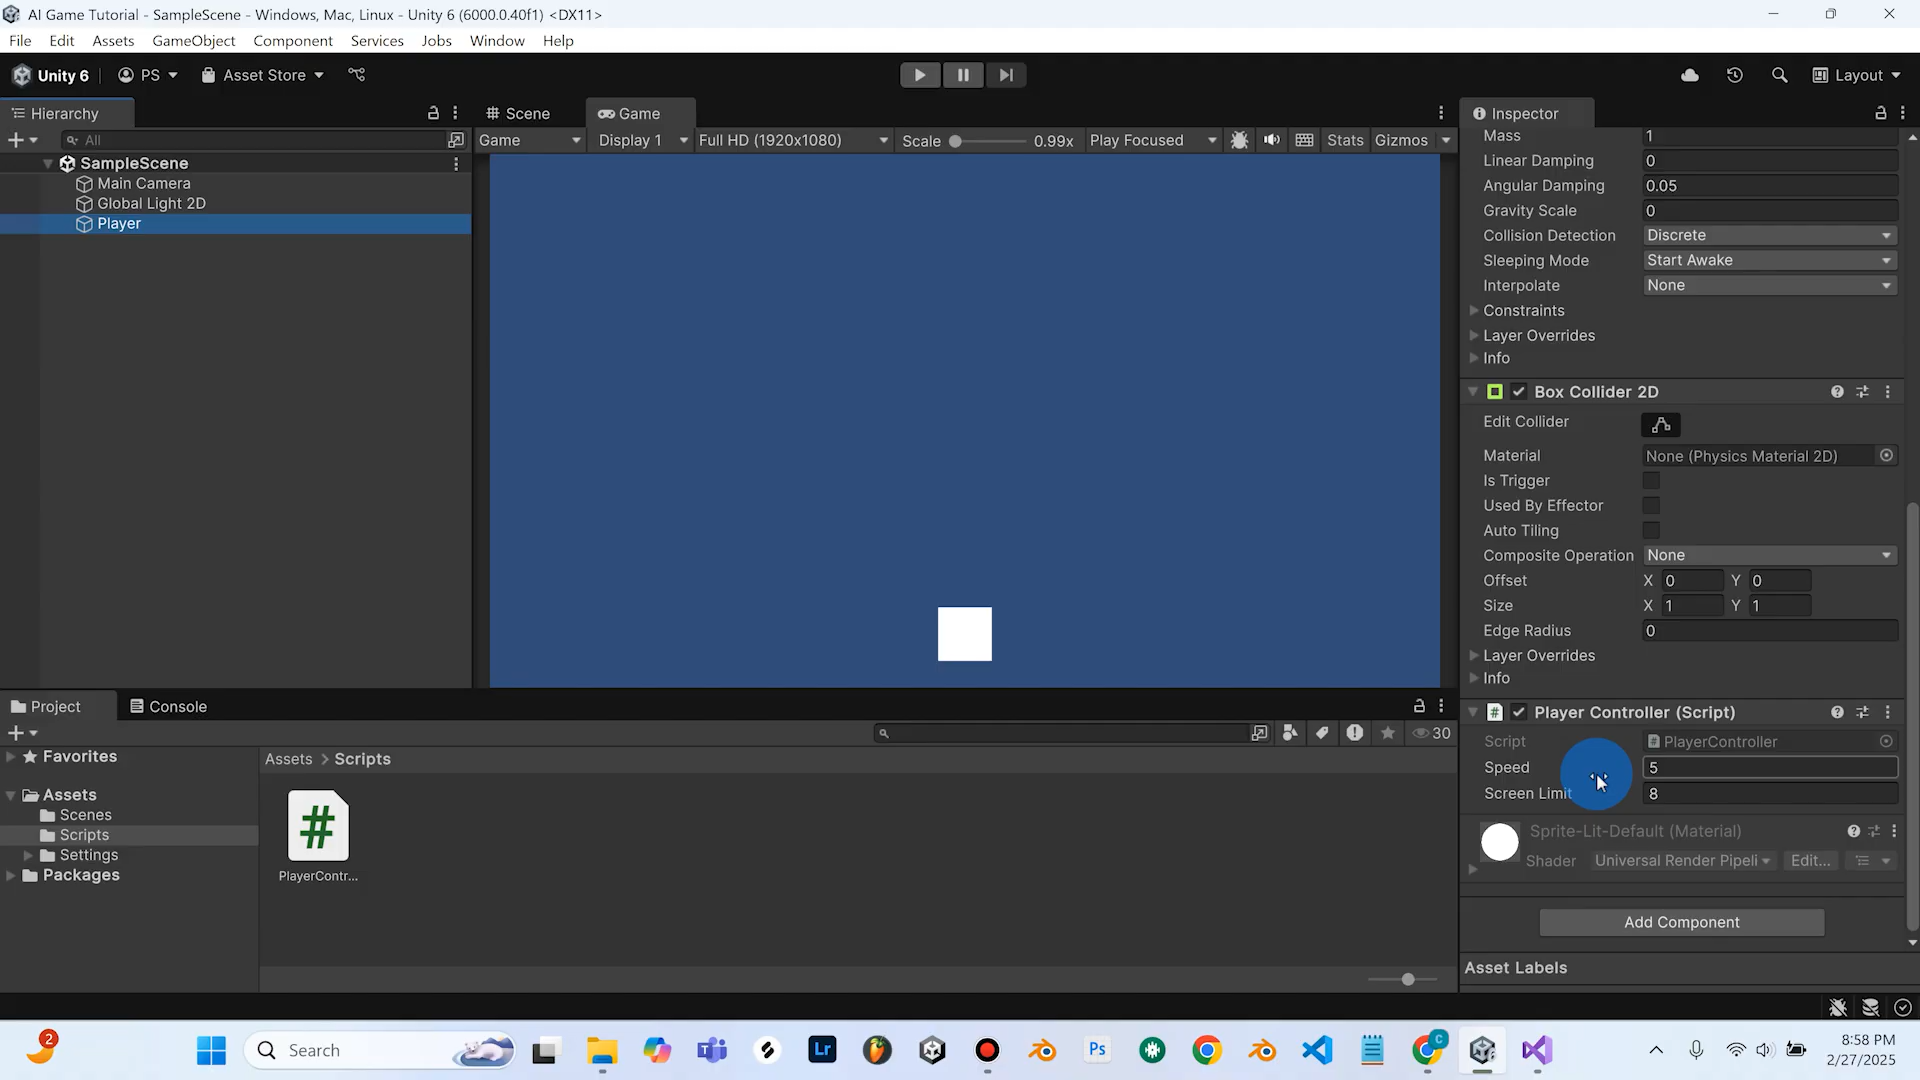 AI Game Tutorial - SampleScene - Windows, Mac, Linux - Unity 6 (6000.0.40f1) <DX11>
File Edit Assets GameObject Component Services Jobs Window Help
Unity 6 PS Asset Store Layout
Hierarchy
All
SampleScene
Main Camera
Global Light 2D
Player
Scene Game
Game Display 1 Full HD (1920x1080) Scale 0.99x Play Focused Stats Gizmos
Inspector
Mass 1
Linear Damping 0
Angular Damping 0.05
Gravity Scale 0
Collision Detection Discrete
Sleeping Mode Start Awake
Interpolate None
Constraints
Layer Overrides
Info
Box Collider 2D
Edit Collider
Material None (Physics Material 2D)
Is Trigger
Used By Effector
Auto Tiling
Composite Operation None
Offset X 0 Y 0
Size X 1 Y 1
Edge Radius 0
Layer Overrides
Info
# Player Controller (Script)
Script # PlayerController
Speed 5
Screen Limit 8
Sprite-Lit-Default (Material)
Shader Universal Render Pipeli Edit...
Add Component
Asset Labels
Project Console
30
Favorites
Assets
Scenes
Scripts
Settings
Packages
Assets > Scripts
#
PlayerContr...
2
Search
Lr
Ps
C
8:58 PM
2/27/2025